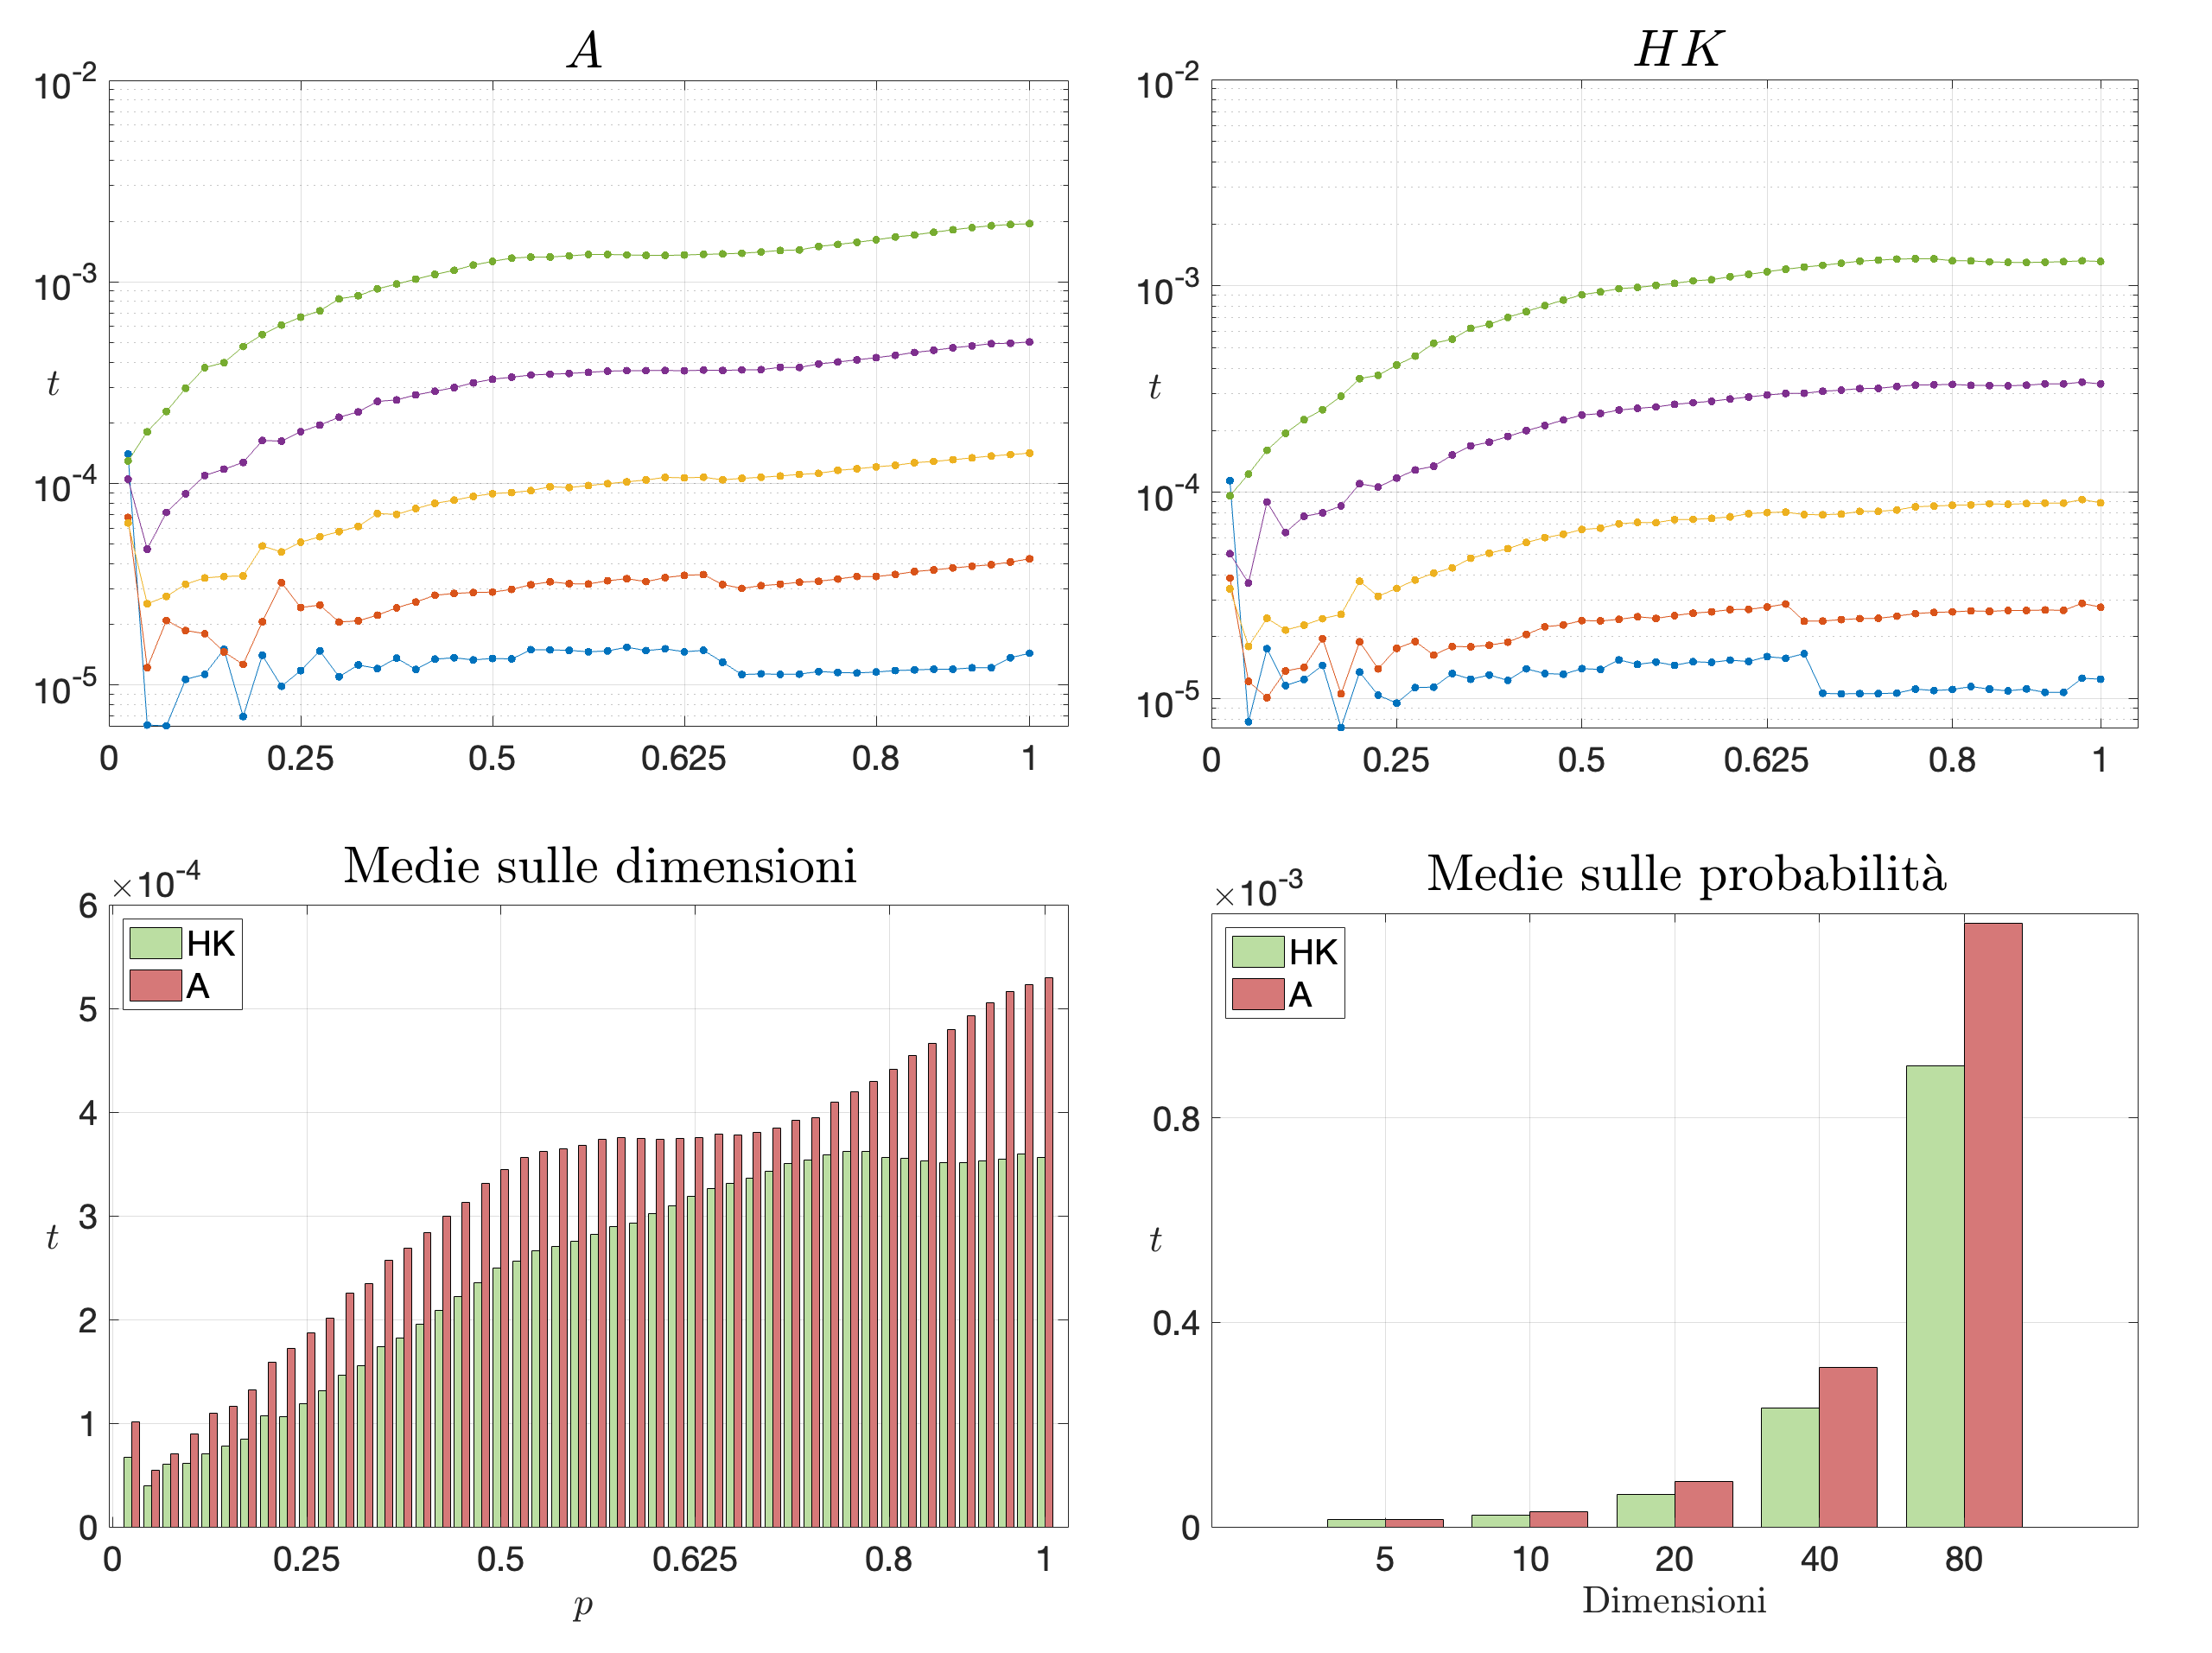 A
10-2
10-3
t
10-4
10-5
0 0.25 0.5 0.625 0.8 1
HK
10-2
10-3
t
10-4
10-5
0 0.25 0.5 0.625 0.8 1
Medie sulle dimensioni
×10-4
6
HK
A
5
4
3
t
2
1
0
0 0.25 0.5 0.625 0.8 1
p
Medie sulle probabilità
×10-3
HK
A
0.8
t
0.4
0
5 10 20 40 80
Dimensioni